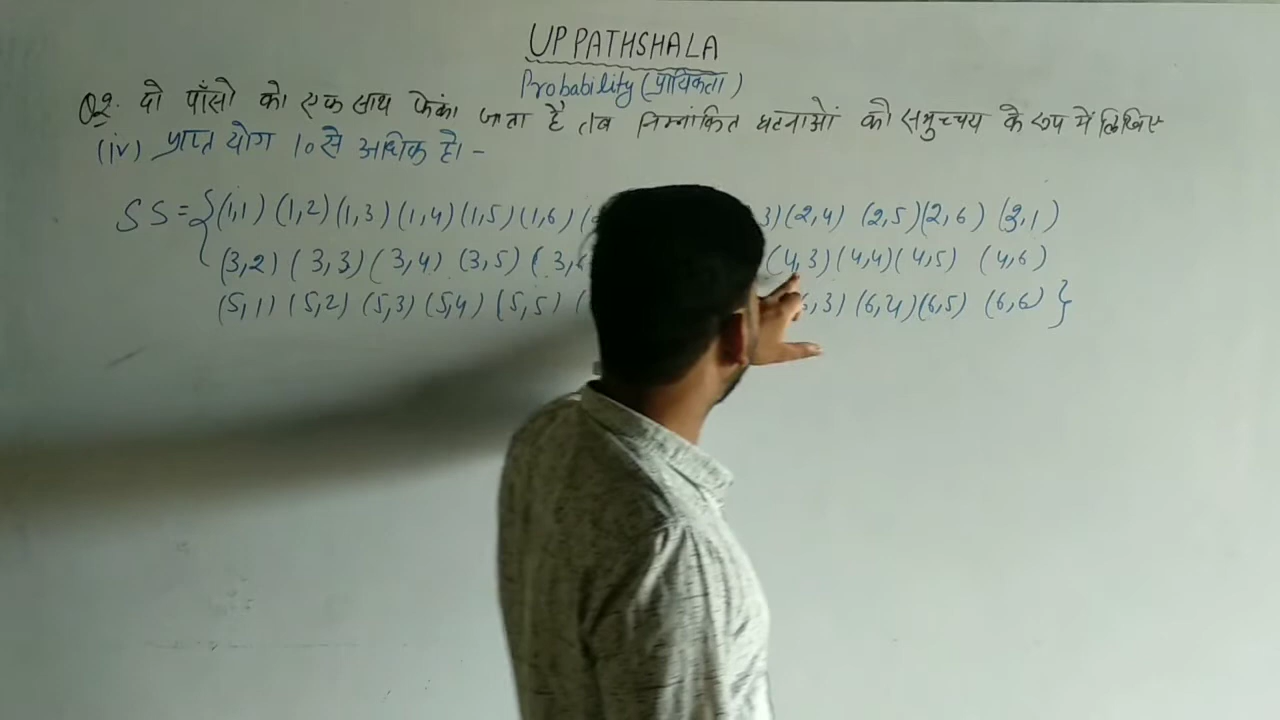 UP PATHSHALA
Probability (प्रायिकता)
Q2. दो पाँसो को एक साथ फेंका जाता है तब निम्नांकित घटनाओं को समुच्चय के रूप में लिखिए
(iv) प्राप्त योग 10 से अधिक हो। -
SS = {(1,1) (1,2) (1,3) (1,4) (1,5) (1,6) 3) (2,4) (2,5) (2,6) (3,1)
(3,2) (3,3) (3,4) (3,5) (3, (4,3) (4,4) (4,5) (4,6)
(5,1) (5,2) (5,3) (5,4) (5,5) ( ,3) (6,4) (6,5) (6,6) }